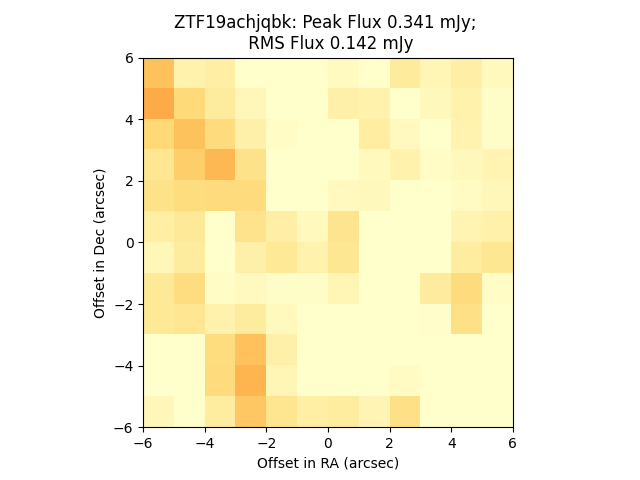 ZTF19achjqbk: Peak Flux 0.341 mJy;
RMS Flux 0.142 mJy
6
4
2
0
−2
−4
−6
Offset in Dec (arcsec)
−6 −4 −2 0 2 4 6
Offset in RA (arcsec)